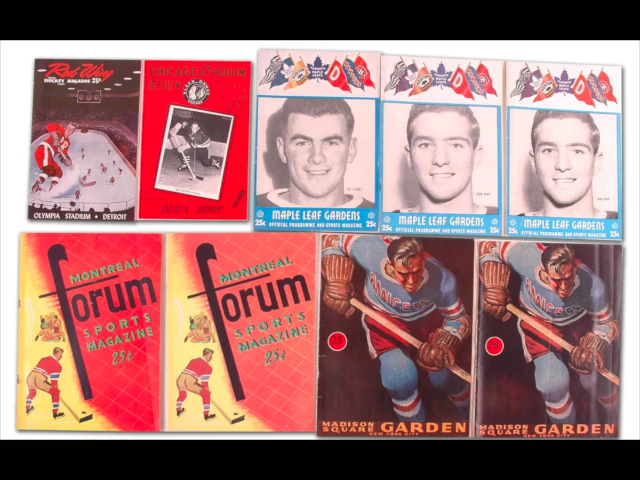 Red Wing
HOCKEY MAGAZINE 25¢
OLYMPIA STADIUM • DETROIT
CHICAGO STADIUM
REVIEW
25
MAPLE LEAF GARDENS
25¢ OFFICIAL PROGRAMME AND SPORTS MAGAZINE 25¢
MAPLE LEAF GARDENS
25¢ OFFICIAL PROGRAMME AND SPORTS MAGAZINE 25¢
MAPLE LEAF GARDENS
25¢ OFFICIAL PROGRAMME AND SPORTS MAGAZINE 25¢
MONTREAL
forum
SPORTS
MAGAZINE
25¢
MONTREAL
forum
SPORTS
MAGAZINE
25¢
RANGERS
MADISON
SQUARE GARDEN
NEW YORK CITY
RANGERS
MADISON
SQUARE GARDEN
NEW YORK CITY